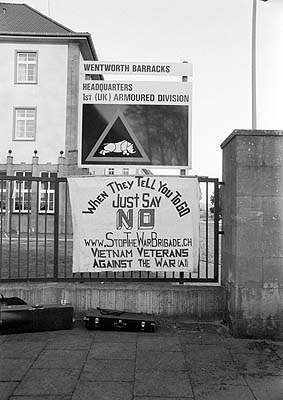 WENTWORTH BARRACKS
HEADQUARTERS
1st (UK) ARMOURED DIVISION
WHEN THEY TELL YOU TO GO
JUST SAY
NO
WWW.STOPTHEWARBRIGADE.CH
VIETNAM VETERANS
AGAINST THE WAR (AI)